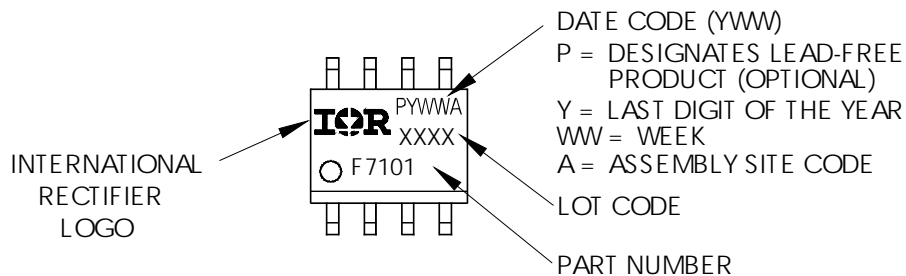 DATE CODE (YWW)
P = DESIGNATES LEAD-FREE
PRODUCT (OPTIONAL)
Y = LAST DIGIT OF THE YEAR
WW = WEEK
A = ASSEMBLY SITE CODE
LOT CODE
PART NUMBER
INTERNATIONAL
RECTIFIER
LOGO
IOR
PYWWA
XXXX
F7101